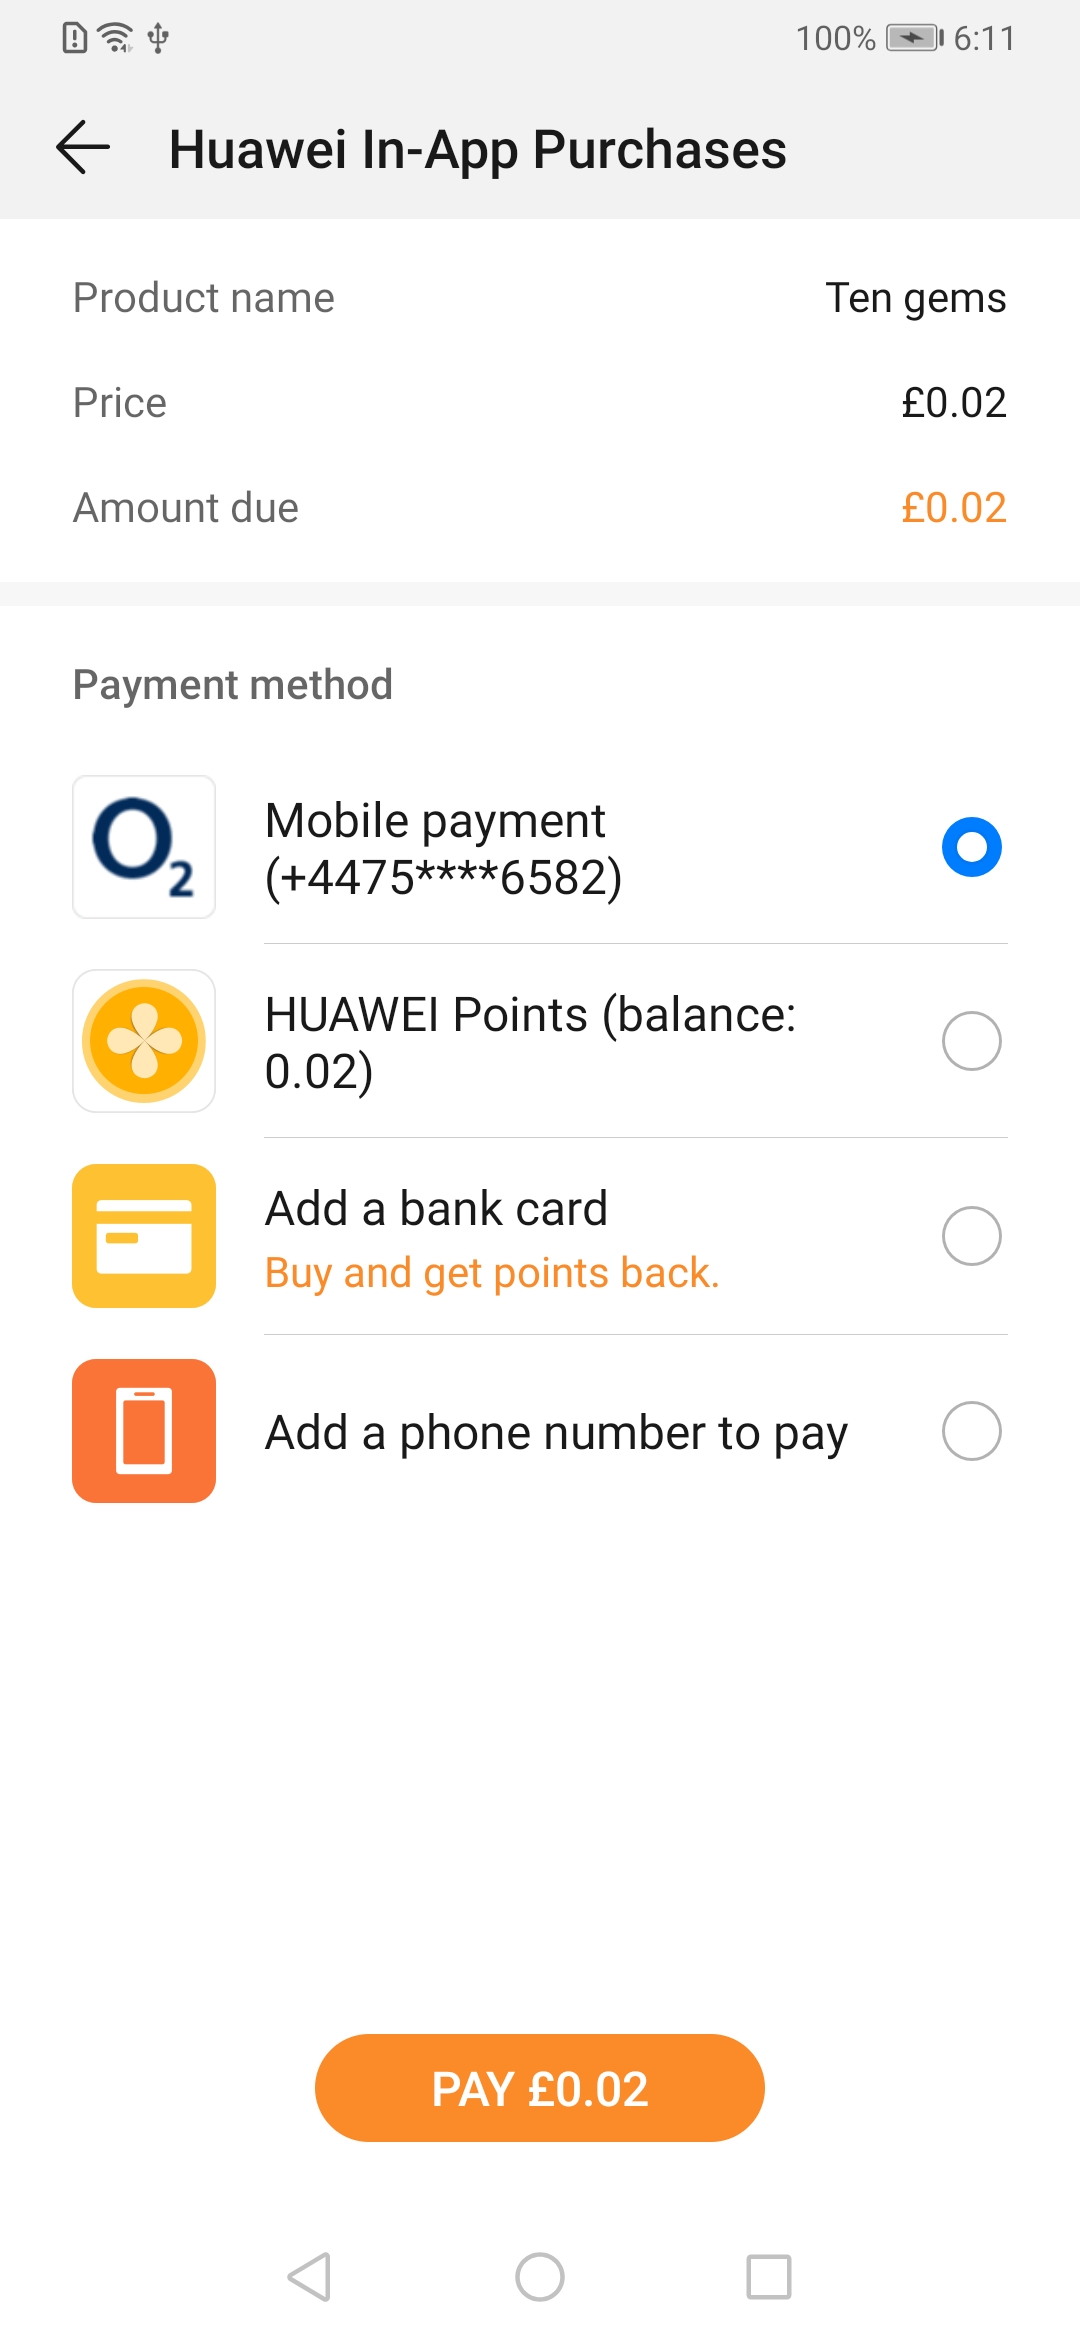 100% 6:11
Huawei In-App Purchases
Product name Ten gems
Price £0.02
Amount due £0.02
Payment method
O2
Mobile payment
(+4475****6582)
HUAWEI Points (balance:
0.02)
Add a bank card
Buy and get points back.
Add a phone number to pay
PAY £0.02